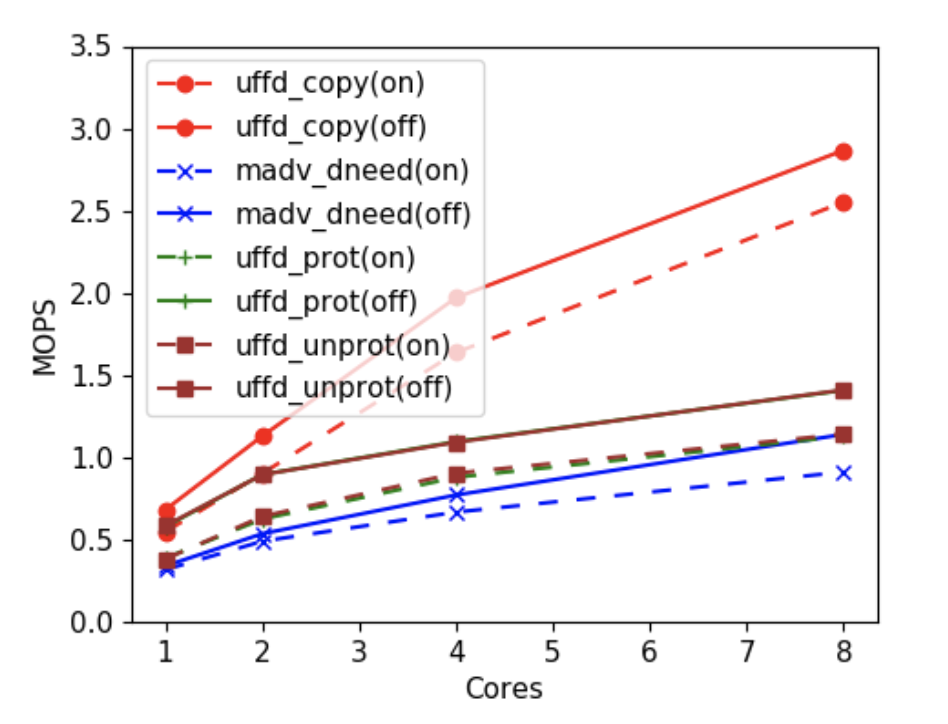 3.5
3.0
2.5
2.0
1.5
1.0
0.5
0.0
MOPS
uffd_copy(on)
uffd_copy(off)
madv_dneed(on)
madv_dneed(off)
uffd_prot(on)
uffd_prot(off)
uffd_unprot(on)
uffd_unprot(off)
1 2 3 4 5 6 7 8
Cores